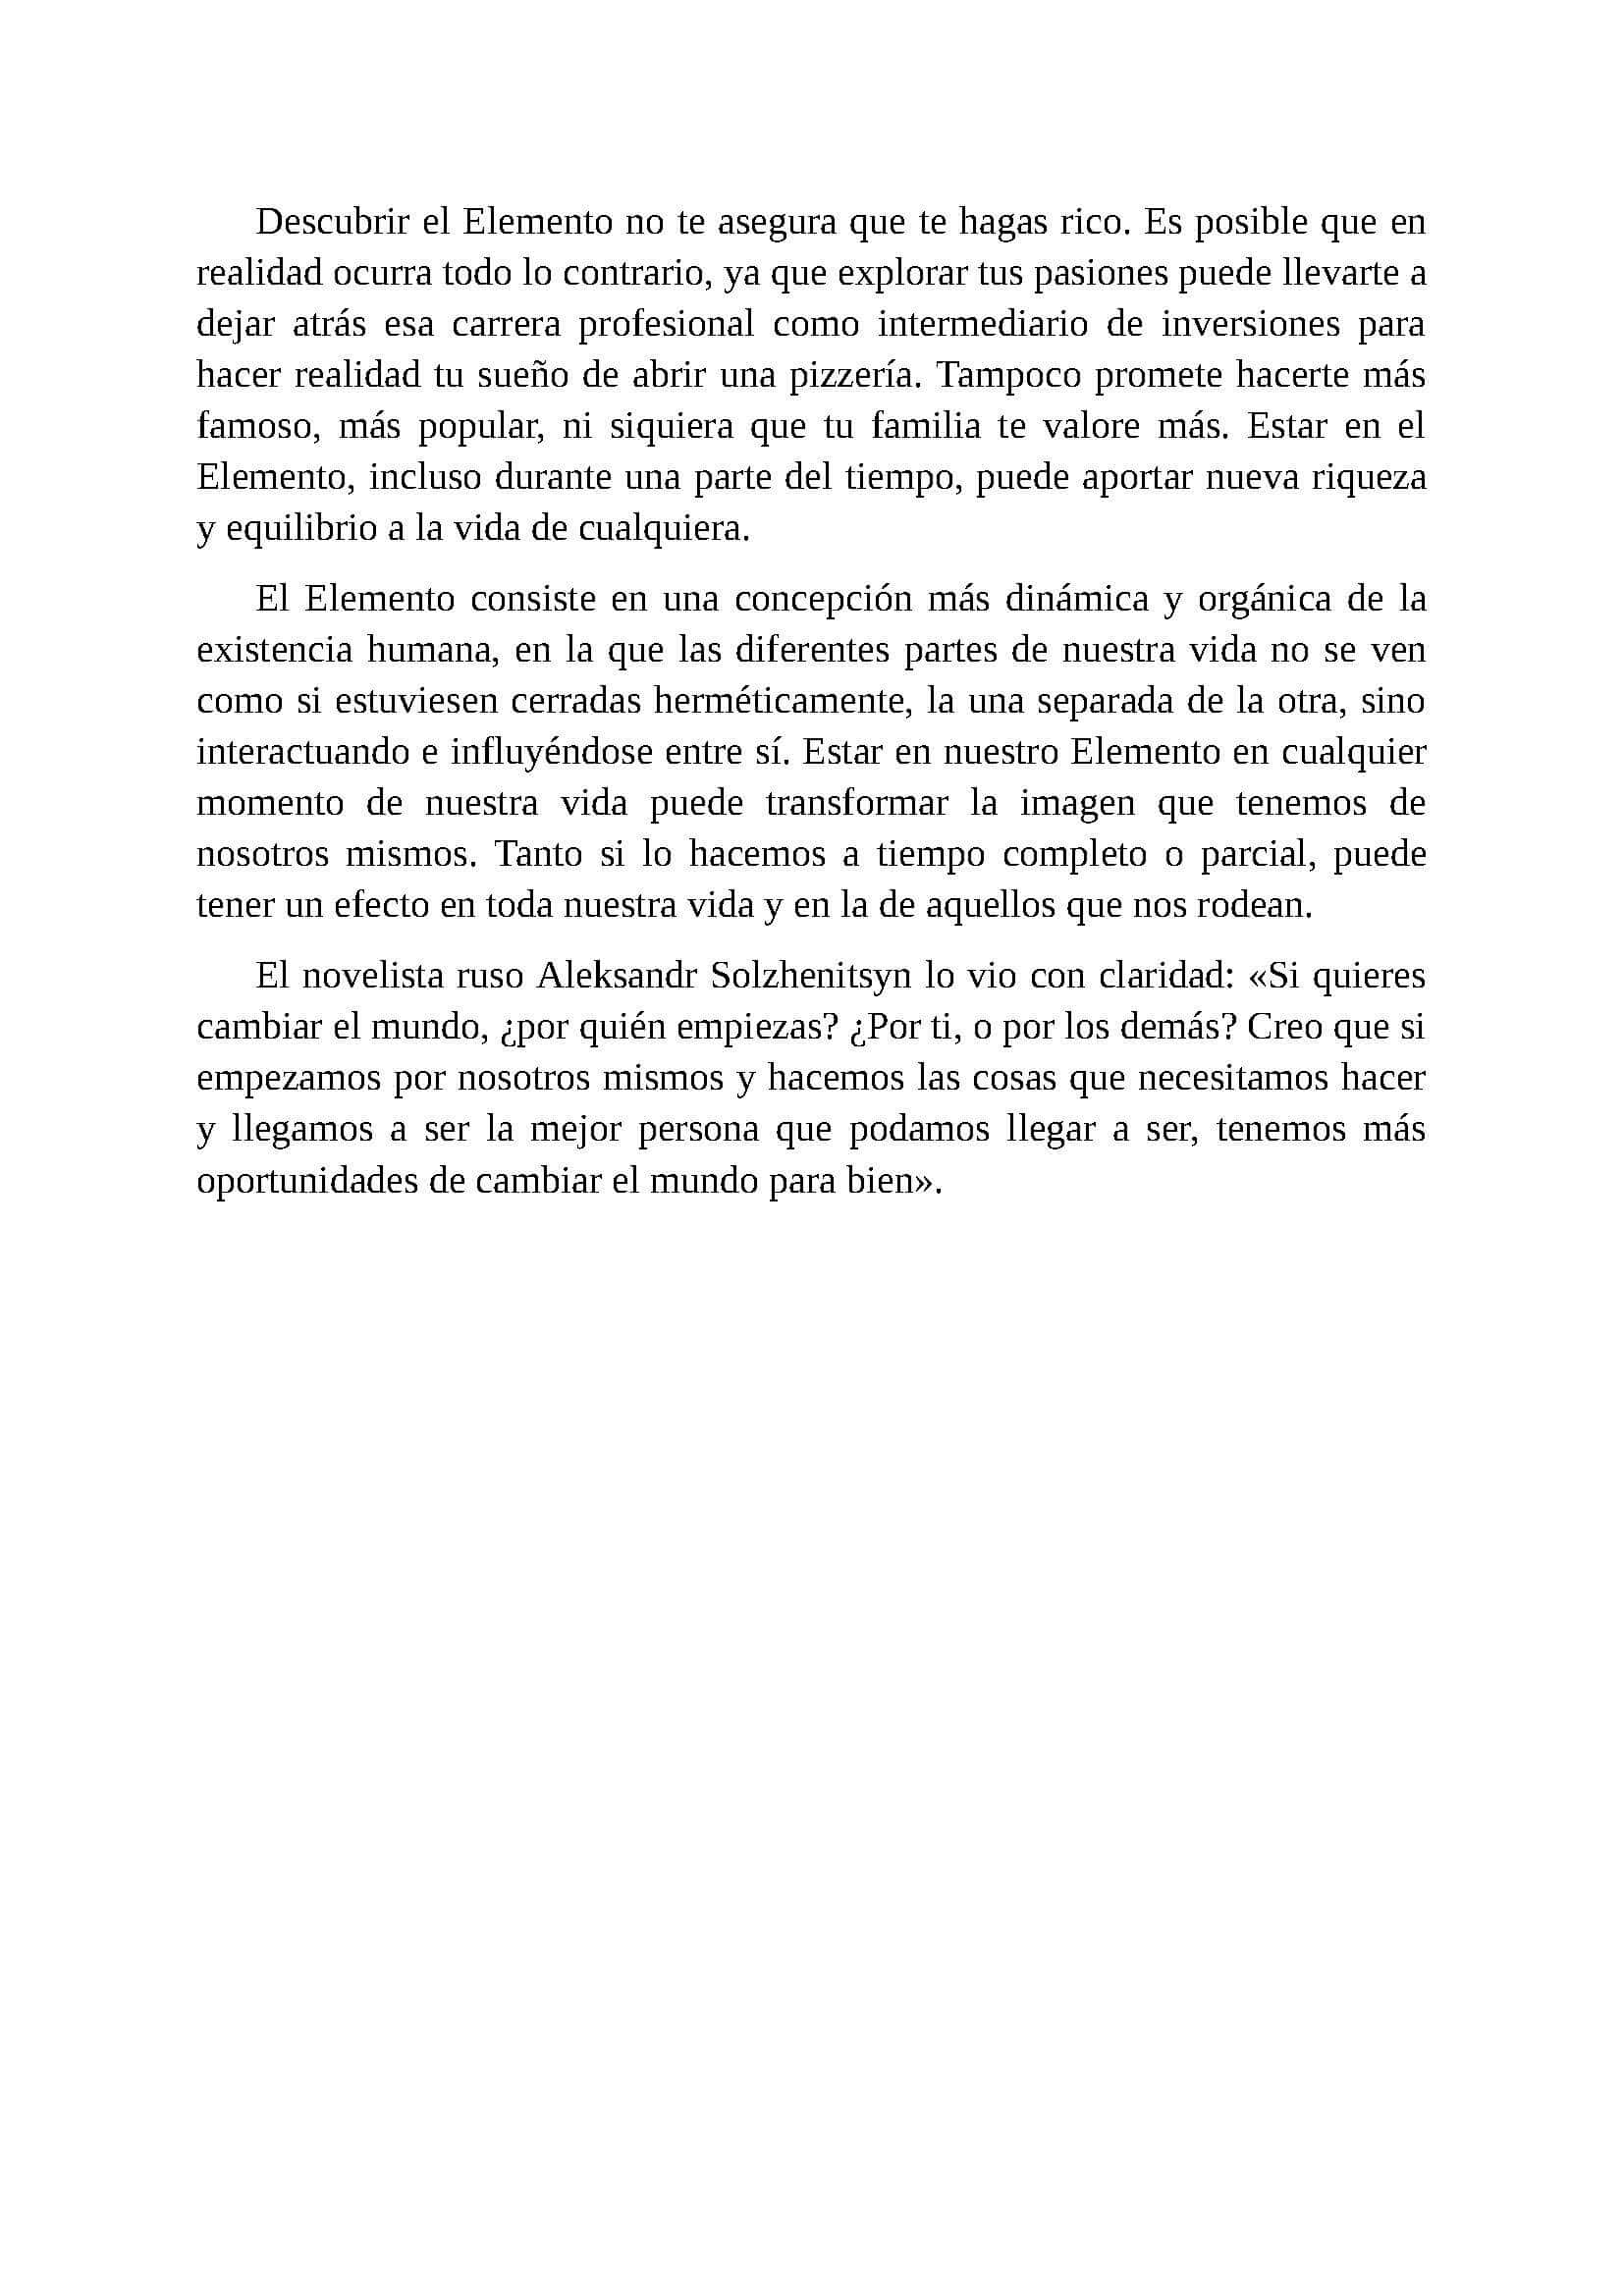 Descubrir el Elemento no te asegura que te hagas rico. Es posible que en
realidad ocurra todo lo contrario, ya que explorar tus pasiones puede llevarte a
dejar atrás esa carrera profesional como intermediario de inversiones para
hacer realidad tu sueño de abrir una pizzería. Tampoco promete hacerte más
famoso, más popular, ni siquiera que tu familia te valore más. Estar en el
Elemento, incluso durante una parte del tiempo, puede aportar nueva riqueza
y equilibrio a la vida de cualquiera.
El Elemento consiste en una concepción más dinámica y orgánica de la
existencia humana, en la que las diferentes partes de nuestra vida no se ven
como si estuviesen cerradas herméticamente, la una separada de la otra, sino
interactuando e influyéndose entre sí. Estar en nuestro Elemento en cualquier
momento de nuestra vida puede transformar la imagen que tenemos de
nosotros mismos. Tanto si lo hacemos a tiempo completo o parcial, puede
tener un efecto en toda nuestra vida y en la de aquellos que nos rodean.
El novelista ruso Aleksandr Solzhenitsyn lo vio con claridad: «Si quieres
cambiar el mundo, ¿por quién empiezas? ¿Por ti, o por los demás? Creo que si
empezamos por nosotros mismos y hacemos las cosas que necesitamos hacer
y llegamos a ser la mejor persona que podamos llegar a ser, tenemos más
oportunidades de cambiar el mundo para bien».